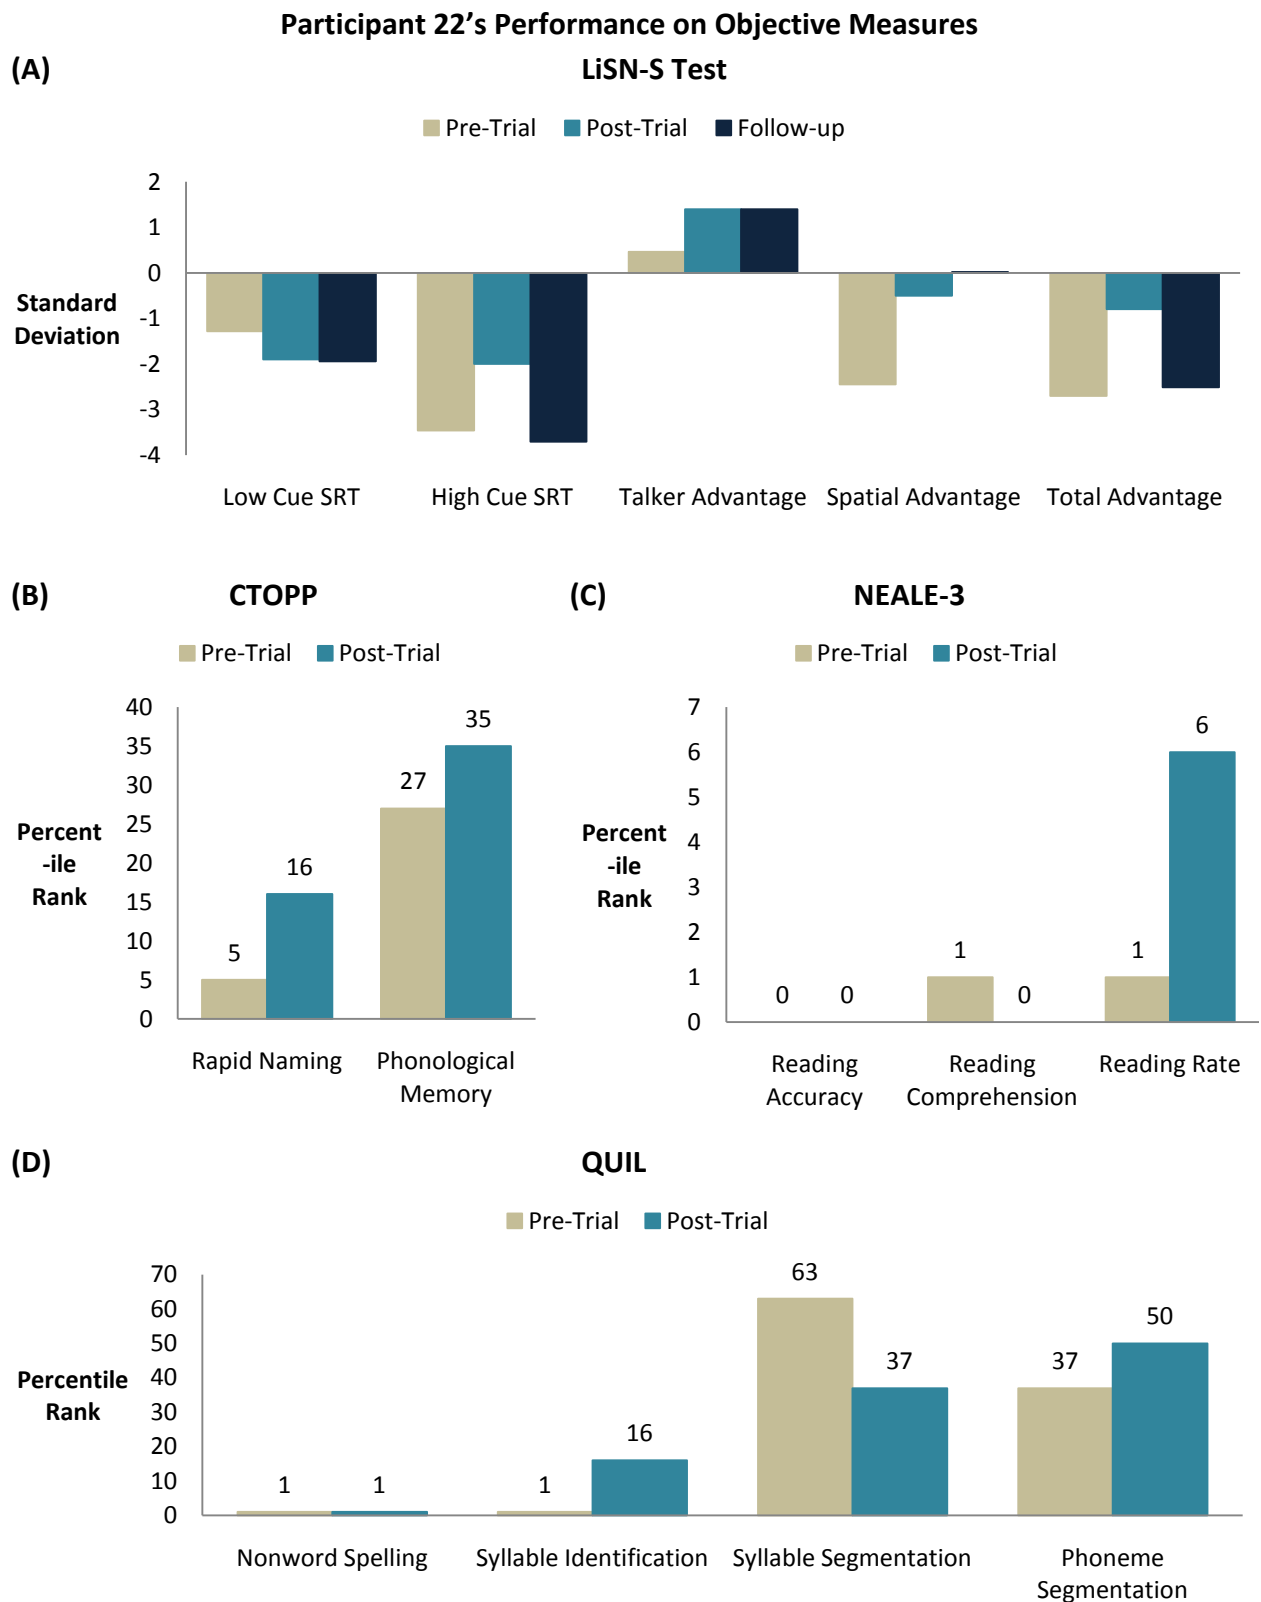 Participant 22’s Performance on Objective Measures
(A)
LiSN-S Test
Pre-Trial Post-Trial Follow-up
2
1
0
-1
-2
-3
-4
Standard
Deviation
Low Cue SRT High Cue SRT Talker Advantage Spatial Advantage Total Advantage
(B)
CTOPP
Pre-Trial Post-Trial
40
35
30
25
20
15
10
5
0
Percent
-ile
Rank
5
16
27
35
Rapid Naming
Phonological
Memory
(C)
NEALE-3
Pre-Trial Post-Trial
7
6
5
4
3
2
1
0
Percent
-ile
Rank
0
0
1
0
1
6
Reading
Accuracy
Reading
Comprehension
Reading Rate
(D)
QUIL
Pre-Trial Post-Trial
70
60
50
40
30
20
10
0
Percentile
Rank
1
1
1
16
63
37
37
50
Nonword Spelling
Syllable Identification
Syllable Segmentation
Phoneme
Segmentation